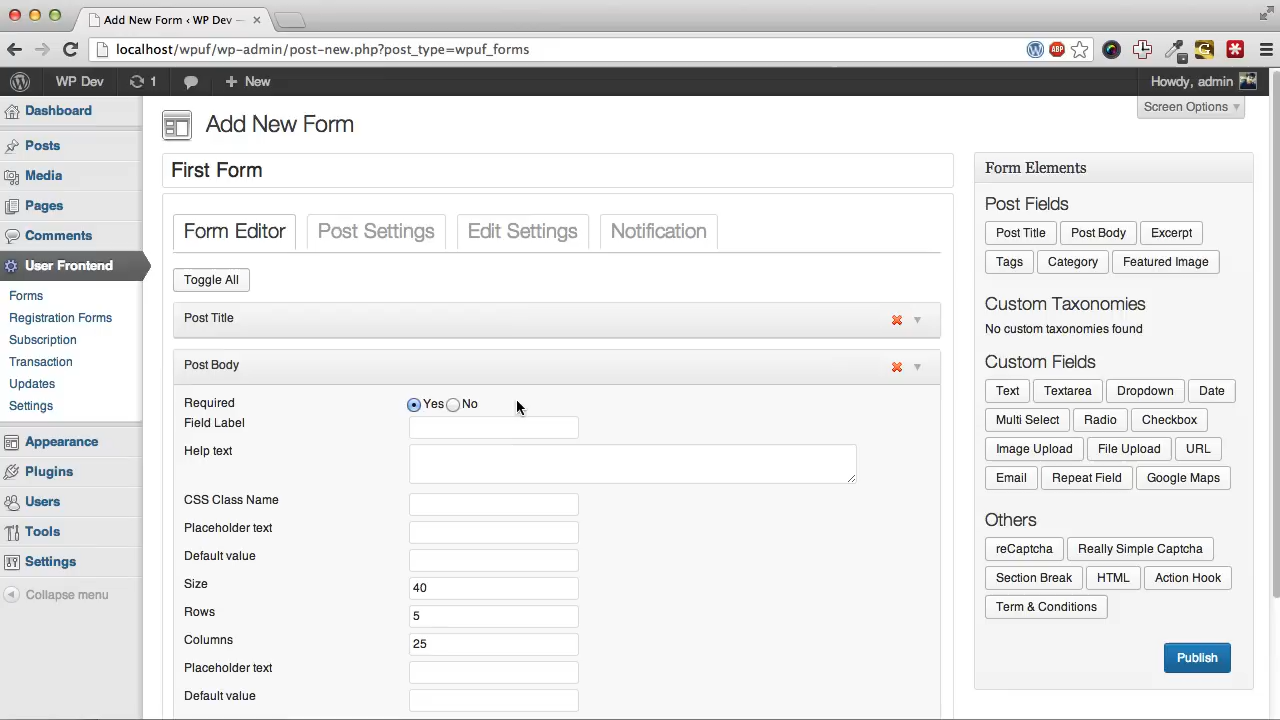 Add New Form ‹ WP Dev —
localhost/wpuf/wp-admin/post-new.php?post_type=wpuf_forms
WP Dev 1 New Howdy, admin
Screen Options
Dashboard
Posts
Media
Pages
Comments
User Frontend
Forms
Registration Forms
Subscription
Transaction
Updates
Settings
Appearance
Plugins
Users
Tools
Settings
Collapse menu
Add New Form
First Form
Form Editor Post Settings Edit Settings Notification
Toggle All
Post Title
Post Body
Required Yes No
Field Label
Help text
CSS Class Name
Placeholder text
Default value
Size 40
Rows 5
Columns 25
Placeholder text
Default value
Form Elements
Post Fields
Post Title Post Body Excerpt
Tags Category Featured Image
Custom Taxonomies
No custom taxonomies found
Custom Fields
Text Textarea Dropdown Date
Multi Select Radio Checkbox
Image Upload File Upload URL
Email Repeat Field Google Maps
Others
reCaptcha Really Simple Captcha
Section Break HTML Action Hook
Term & Conditions
Publish